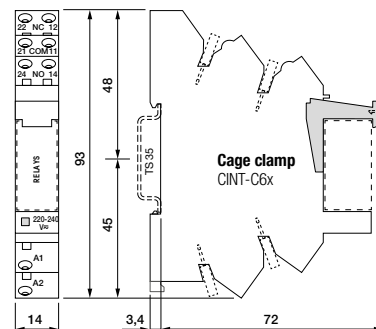 22 NC 12
21 COM 11
24 NO 14
RELAYS
220-240
V≂
A1
A2
14
93
48
45
TS 35
Cage clamp
CINT-C6x
3,4
72